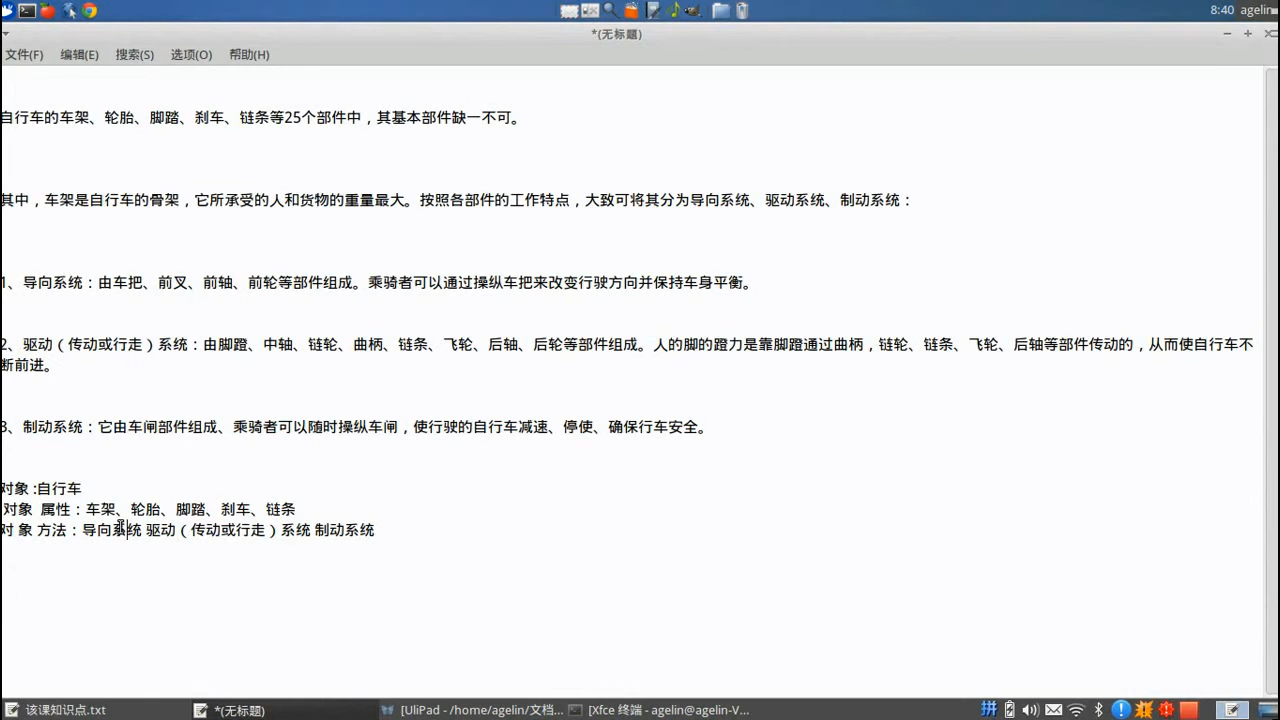 8:40 agelin
*(无标题)
文件(F) 编辑(E) 搜索(S) 选项(O) 帮助(H)
自行车的车架、轮胎、脚踏、刹车、链条等25个部件中，其基本部件缺一不可。
其中，车架是自行车的骨架，它所承受的人和货物的重量最大。按照各部件的工作特点，大致可将其分为导向系统、驱动系统、制动系统：
1、导向系统：由车把、前叉、前轴、前轮等部件组成。乘骑者可以通过操纵车把来改变行驶方向并保持车身平衡。
2、驱动（传动或行走）系统：由脚蹬、中轴、链轮、曲柄、链条、飞轮、后轴、后轮等部件组成。人的脚的蹬力是靠脚蹬通过曲柄，链轮、链条、飞轮、后轴等部件传动的，从而使自行车不
断前进。
3、制动系统：它由车闸部件组成、乘骑者可以随时操纵车闸，使行驶的自行车减速、停使、确保行车安全。
对象:自行车
对象 属性：车架、轮胎、脚踏、刹车、链条
对 象 方法：导向系统 驱动（传动或行走）系统 制动系统
该课知识点.txt *(无标题) [UliPad - /home/agelin/文档... [Xfce 终端 - agelin@agelin-V... 拼